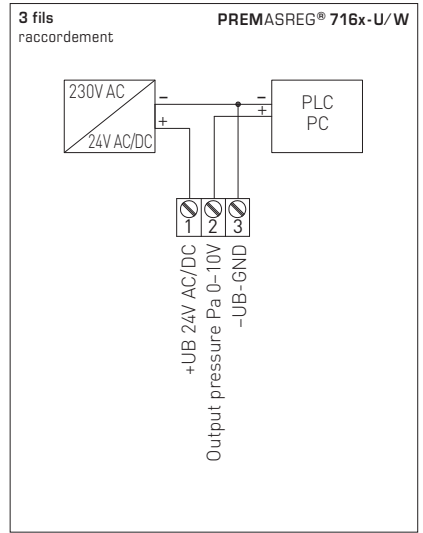 3 fils
raccordement
PREMASREG® 716x-U/W
230V AC
24V AC/DC
–
+
–
+
PLC
PC
1
2
3
+UB 24V AC/DC
Output pressure Pa 0–10V
–UB-GND